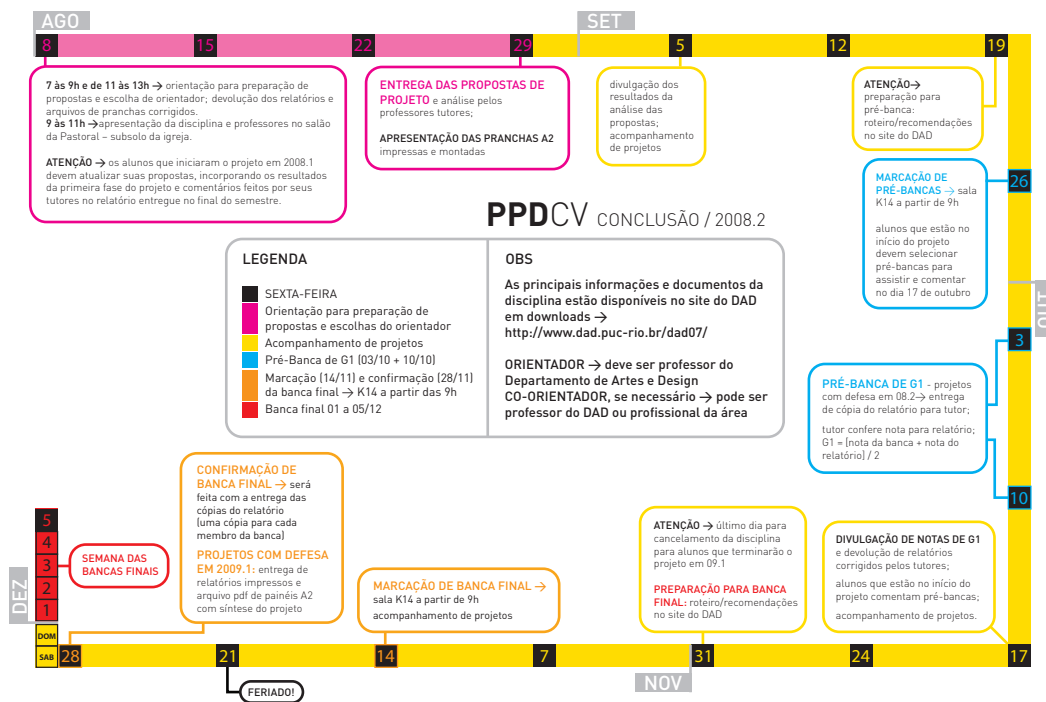 AGO
SET
8
15
22
29
5
12
19
7 às 9h e de 11 às 13h → orientação para preparação de
propostas e escolha de orientador; devolução dos relatórios e
arquivos de pranchas corrigidos.
9 às 11h → apresentação da disciplina e professores no salão
da Pastoral – subsolo da igreja.
ATENÇÃO → os alunos que iniciaram o projeto em 2008.1
devem atualizar suas propostas, incorporando os resultados
da primeira fase do projeto e comentários feitos por seus
tutores no relatório entregue no final do semestre.
ENTREGA DAS PROPOSTAS DE
PROJETO e análise pelos
professores tutores;
APRESENTAÇÃO DAS PRANCHAS A2
impressas e montadas
divulgação dos
resultados da
análise das
propostas;
acompanhamento
de projetos
ATENÇÃO→
preparação para
pré-banca:
roteiro/recomendações
no site do DAD
26
MARCAÇÃO DE
PRÉ-BANCAS → sala
K14 a partir de 9h
alunos que estão no
início do projeto
devem selecionar
pré-bancas para
assistir e comentar
no dia 17 de outubro
PPDCV CONCLUSÃO / 2008.2
LEGENDA
SEXTA-FEIRA
Orientação para preparação de
propostas e escolhas do orientador
Acompanhamento de projetos
Pré-Banca de G1 (03/10 + 10/10)
Marcação (14/11) e confirmação (28/11)
da banca final → K14 a partir das 9h
Banca final 01 a 05/12
OBS
As principais informações e documentos da
disciplina estão disponíveis no site do DAD
em downloads →
http://www.dad.puc-rio.br/dad07/
ORIENTADOR → deve ser professor do
Departamento de Artes e Design
CO-ORIENTADOR, se necessário → pode ser
professor do DAD ou profissional da área
OUT
3
PRÉ-BANCA DE G1 - projetos
com defesa em 08.2→ entrega
de cópia do relatório para tutor;
tutor confere nota para relatório;
G1 = (nota da banca + nota do
relatório) / 2
10
CONFIRMAÇÃO DE
BANCA FINAL → será
feita com a entrega das
cópias do relatório
(uma cópia para cada
membro da banca)
PROJETOS COM DEFESA
EM 2009.1: entrega de
relatórios impressos e
arquivo pdf de painéis A2
com síntese do projeto
5
4
3
2
1
SEMANA DAS
BANCAS FINAIS
DEZ
DOM
SAB
MARCAÇÃO DE BANCA FINAL →
sala K14 a partir de 9h
acompanhamento de projetos
ATENÇÃO → último dia para
cancelamento da disciplina
para alunos que terminarão o
projeto em 09.1
PREPARAÇÃO PARA BANCA
FINAL: roteiro/recomendações
no site do DAD
DIVULGAÇÃO DE NOTAS DE G1
e devolução de relatórios
corrigidos pelos tutores;
alunos que estão no início do
projeto comentam pré-bancas;
acompanhamento de projetos.
28
21
14
7
31
24
17
NOV
FERIADO!